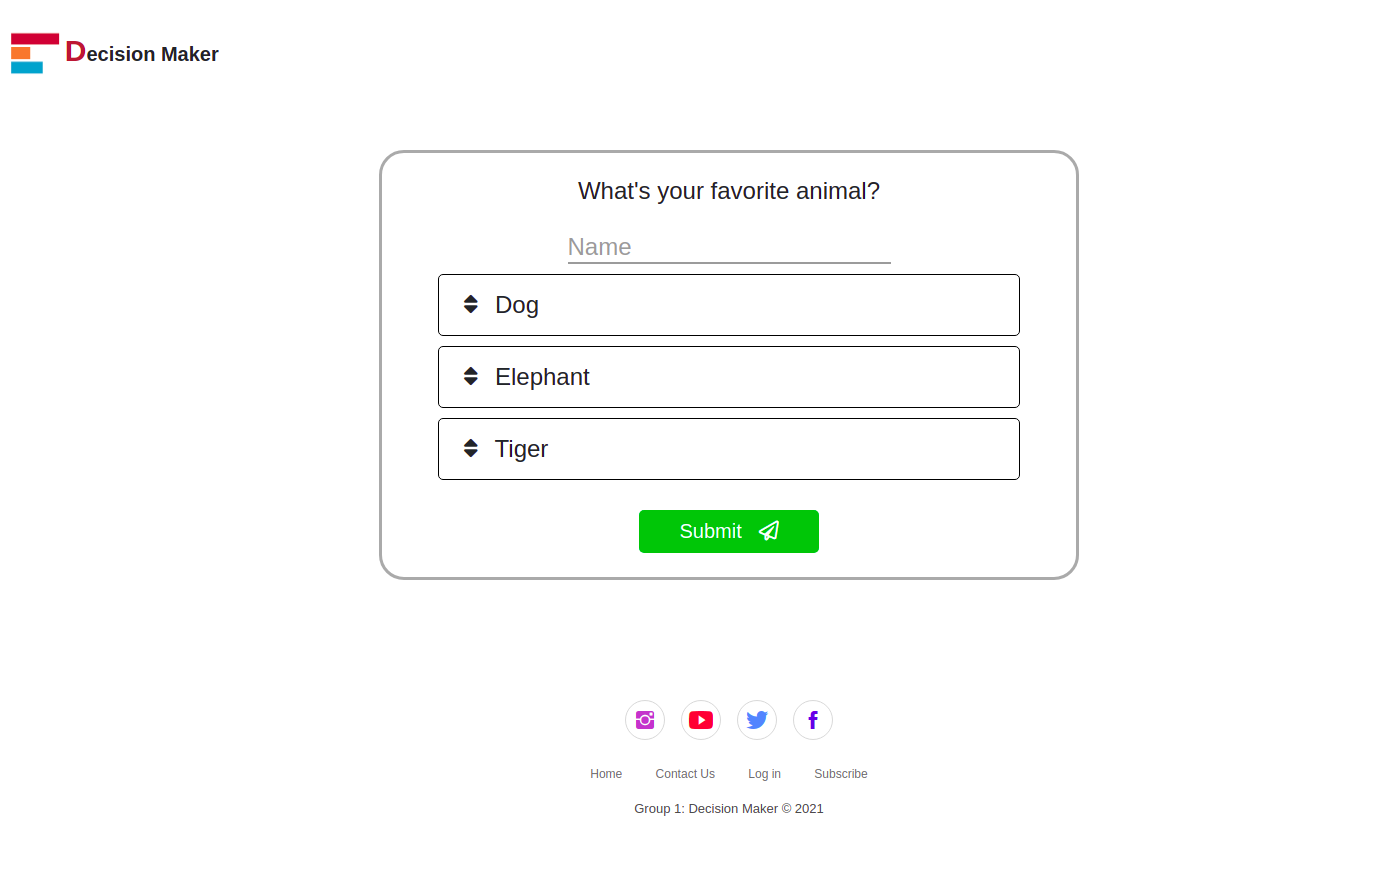 Decision Maker
What's your favorite animal?
Name
Dog
Elephant
Tiger
Submit
Home Contact Us Log in Subscribe
Group 1: Decision Maker © 2021